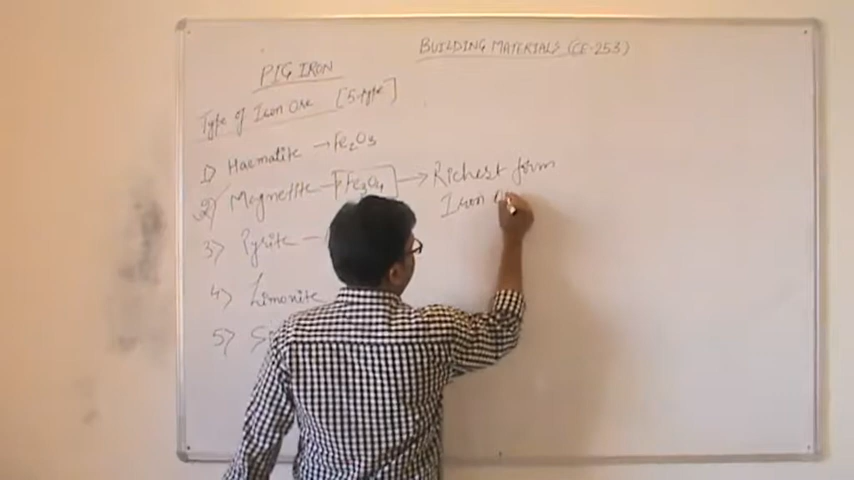 BUILDING MATERIALS (CE-253)
PIG IRON
Type of Iron Ore [5-type]
1) Haematite → Fe2O3
2) Magnetite - Fe3O4 → Richest form
Iron
3) Pyrite -
4) Limonite
5)